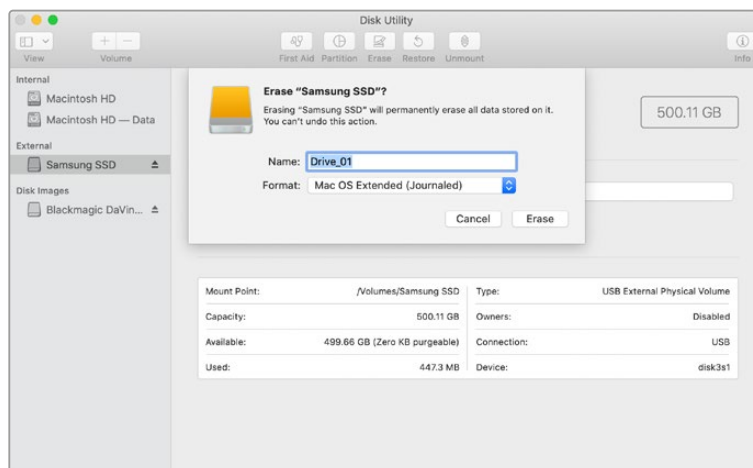 Disk Utility
View
Volume
First Aid Partition Erase Restore Unmount
Info
Internal
Macintosh HD
Macintosh HD — Data
External
Samsung SSD
Disk Images
Blackmagic DaVin...
Erase “Samsung SSD”?
Erasing “Samsung SSD” will permanently erase all data stored on it.
You can’t undo this action.
Name: Drive_01
Format: Mac OS Extended (Journaled)
Cancel Erase
500.11 GB
Mount Point: /Volumes/Samsung SSD
Capacity: 500.11 GB
Available: 499.66 GB (Zero KB purgeable)
Used: 447.3 MB
Type: USB External Physical Volume
Owners: Disabled
Connection: USB
Device: disk3s1